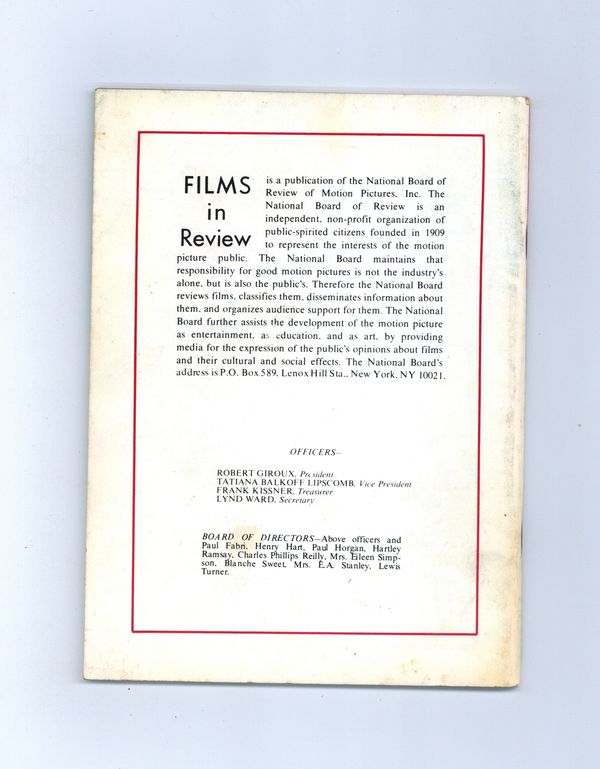 FILMS
in
Review
is a publication of the National Board of
Review of Motion Pictures, Inc. The
National Board of Review is an
independent, non-profit organization of
public-spirited citizens founded in 1909
to represent the interests of the motion
picture public. The National Board maintains that
responsibility for good motion pictures is not the industry's
alone, but is also the public's. Therefore the National Board
reviews films, classifies them, disseminates information about
them, and organizes audience support for them. The National
Board further assists the development of the motion picture
as entertainment, as education, and as art, by providing
media for the expression of the public's opinions about films
and their cultural and social effects. The National Board's
address is P.O. Box 589, Lenox Hill Sta., New York, NY 10021.
OFFICERS–
ROBERT GIROUX, President
TATIANA BALKOFF LIPSCOMB, Vice President
FRANK KISSNER, Treasurer
LYND WARD, Secretary
BOARD OF DIRECTORS–Above officers and
Paul Fabri, Henry Hart, Paul Horgan, Hartley
Ramsay, Charles Phillips Reilly, Mrs. Eileen Simp-
son, Blanche Sweet, Mrs. E.A. Stanley, Lewis
Turner.